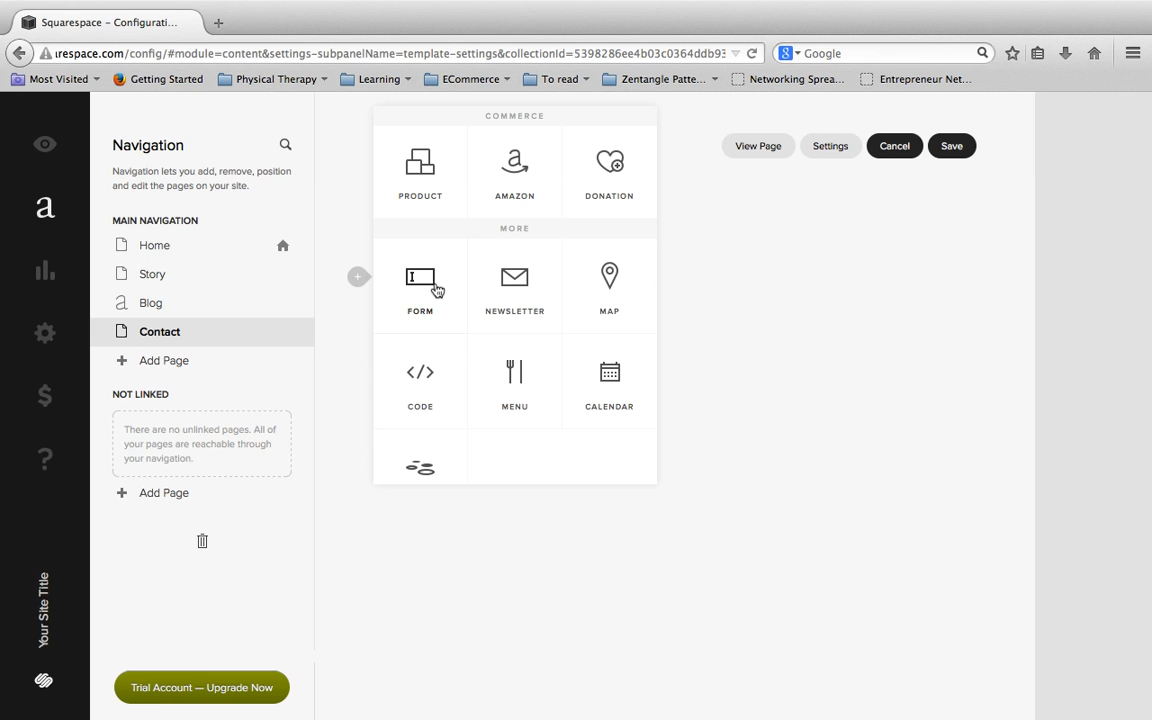 Squarespace – Configurati...
ırespace.com/config/#module=content&settings-subpanelName=template-settings&collectionId=5398286ee4b03c0364ddb93
Google
Most Visited
Getting Started
Physical Therapy
Learning
ECommerce
To read
Zentangle Patte...
Networking Sprea...
Entrepreneur Net...
Navigation
Navigation lets you add, remove, position
and edit the pages on your site.
MAIN NAVIGATION
Home
Story
Blog
Contact
Add Page
NOT LINKED
There are no unlinked pages. All of
your pages are reachable through
your navigation.
Add Page
Your Site Title
Trial Account — Upgrade Now
COMMERCE
PRODUCT
AMAZON
DONATION
MORE
FORM
NEWSLETTER
MAP
CODE
MENU
CALENDAR
View Page
Settings
Cancel
Save